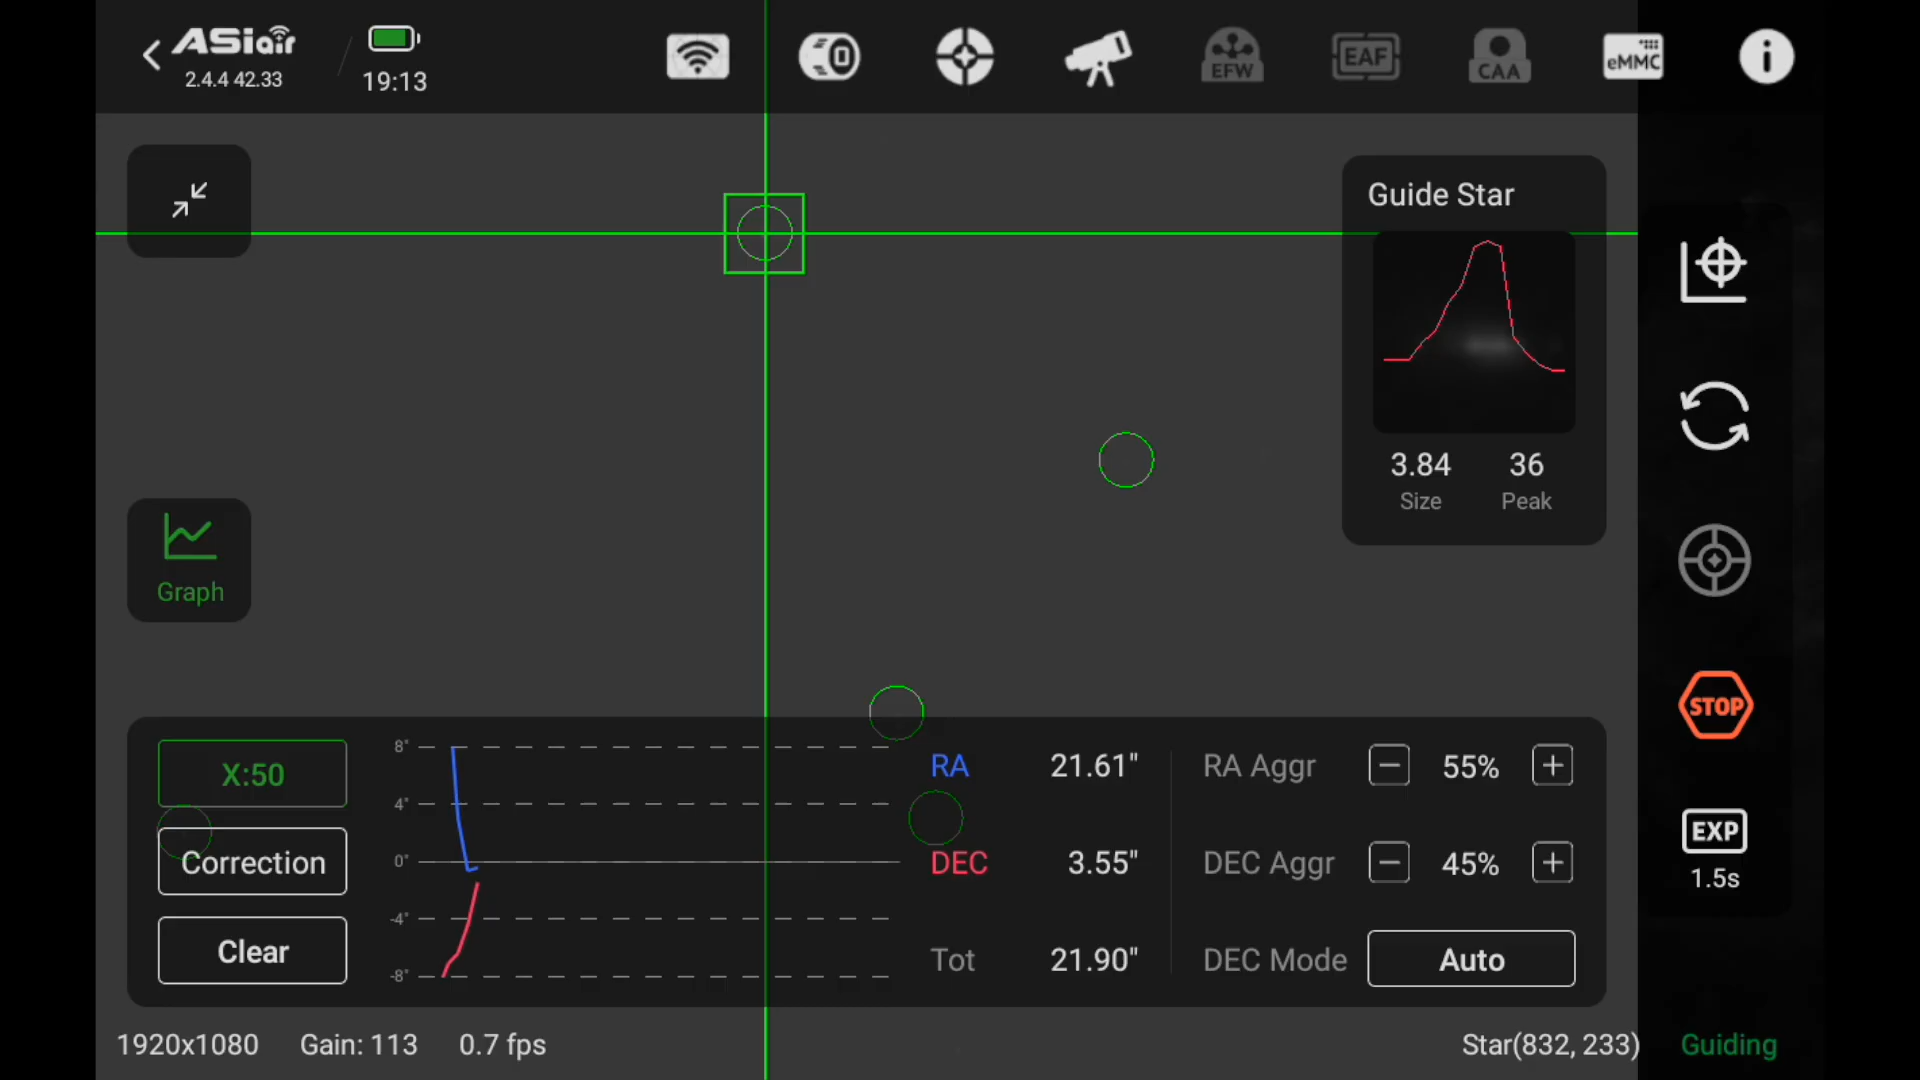 ASiair
2.4.4 42.33
19:13
0
EFW
EAF
CAA
eMMC
i
Guide Star
3.84 36
Size Peak
Graph
STOP
EXP
1.5s
X:50
Correction
Clear
8"
4"
0"
-4"
-8"
RA 21.61"
DEC 3.55"
Tot 21.90"
RA Aggr 55%
DEC Aggr 45%
DEC Mode Auto
1920x1080 Gain: 113 0.7 fps Star(832, 233) Guiding